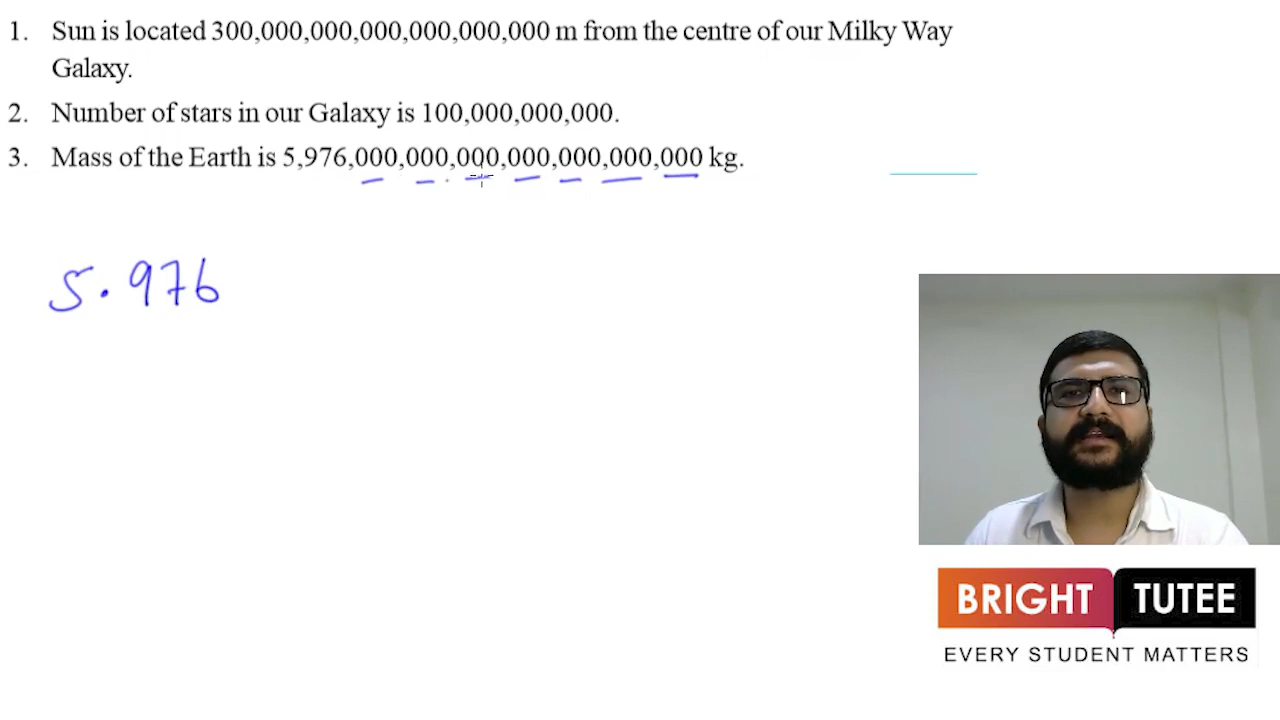 1. Sun is located 300,000,000,000,000,000,000 m from the centre of our Milky Way
Galaxy.
2. Number of stars in our Galaxy is 100,000,000,000.
3. Mass of the Earth is 5,976,000,000,000,000,000,000,000 kg.
5.976
BRIGHT TUTEE
EVERY STUDENT MATTERS